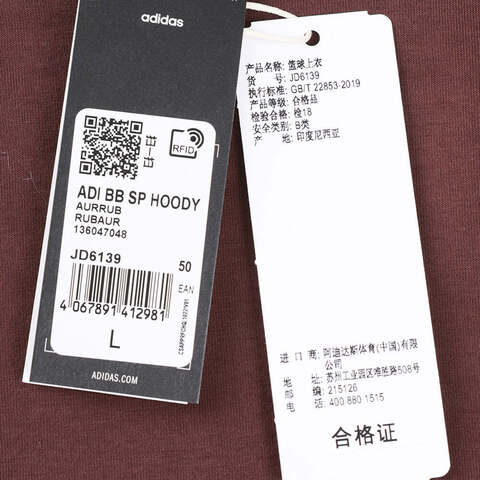 adidas
RFID
ADI BB SP HOODY
AURRUB
RUBAUR
136047048
JD6139
50
EAN
4 067891 412981
L
ADIDAS.COM
产品名称: 篮球上衣
货 号: JD6139
执行标准: GB/T 22853-2019
产品等级: 合格品
检验合格: 检18
安全类别: B类
产 地: 印度尼西亚
进 口 商: 阿迪达斯体育(中国)有限
公司
地 址: 苏州工业园区难胜路508号
邮 编: 215126
电 话: 400 880 1515
合格证